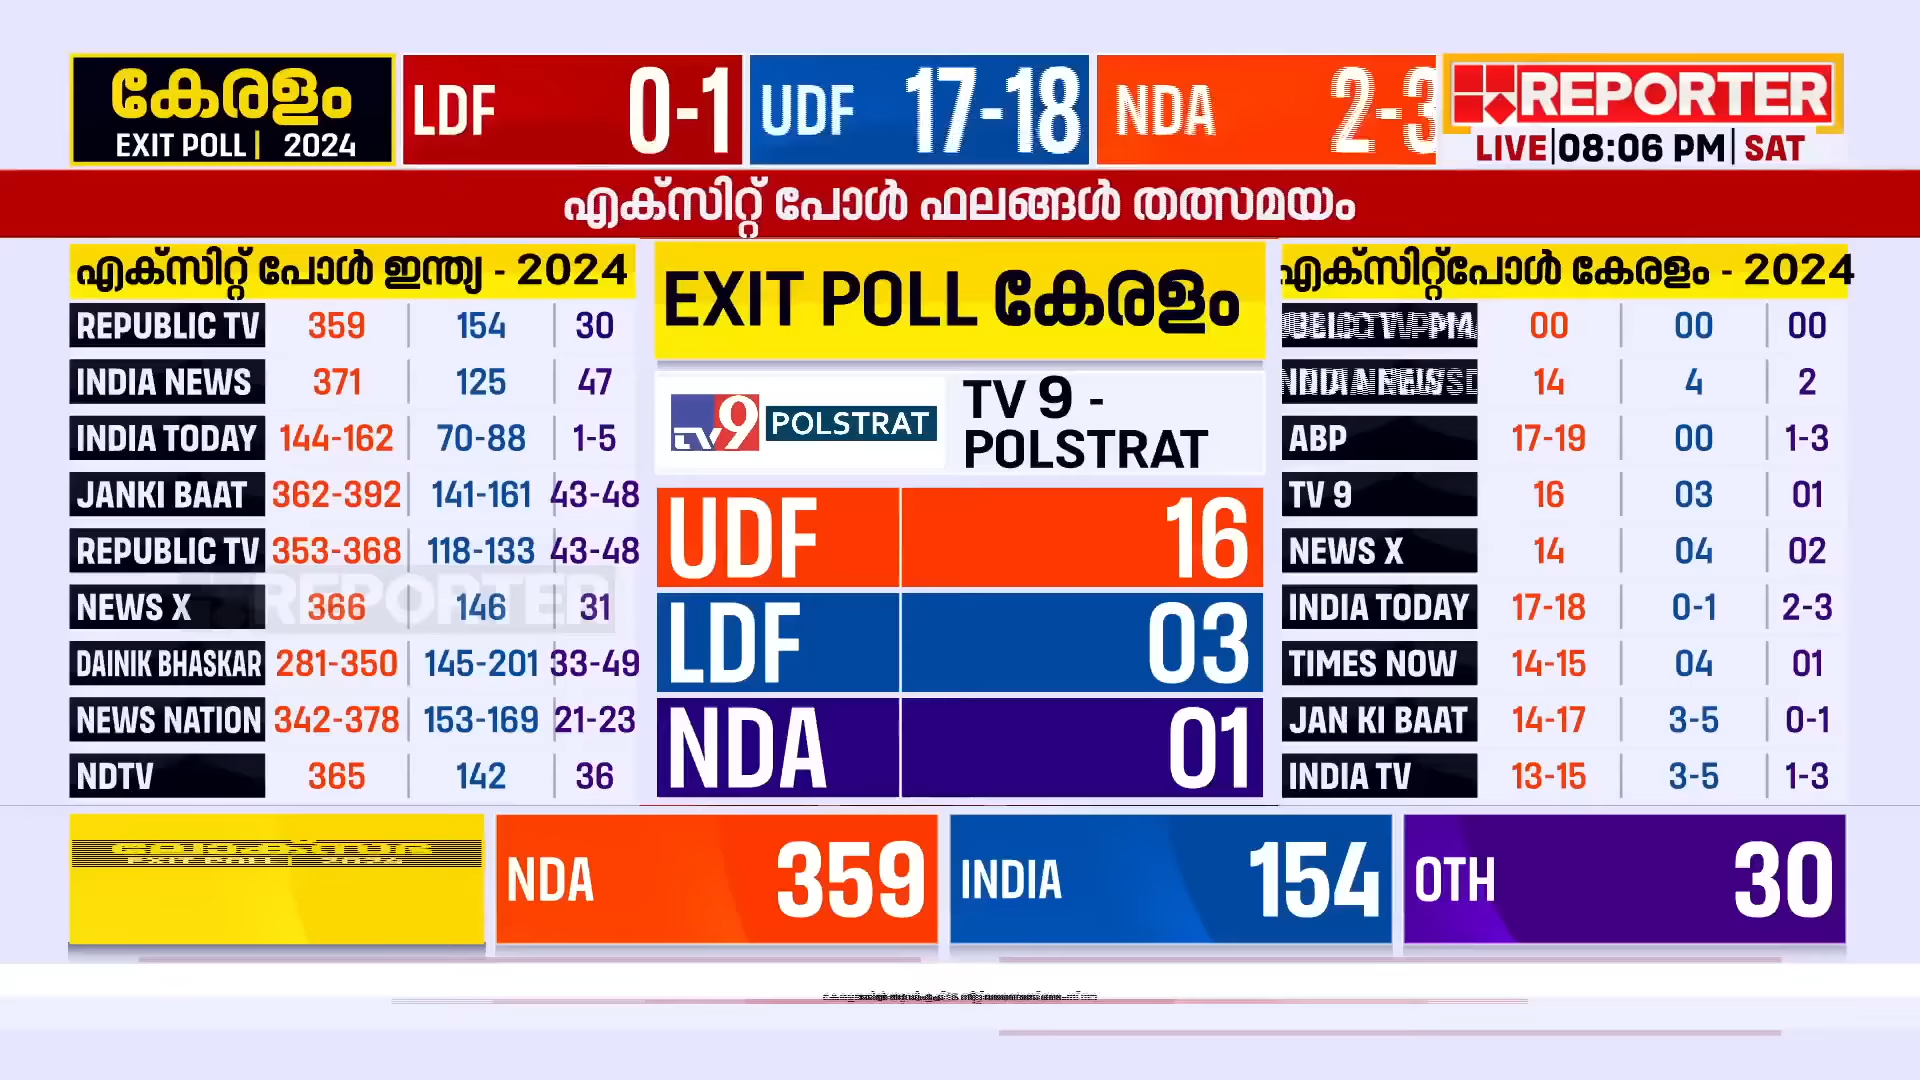 കേരളം
EXIT POLL | 2024
LDF 0-1
UDF 17-18
NDA 2-3
REPORTER
LIVE 08:06 PM SAT
എക്സിറ്റ് പോൾ ഫലങ്ങൾ തത്സമയം
എക്സിറ്റ് പോൾ ഇന്ത്യ - 2024
REPUBLIC TV 359 154 30
INDIA NEWS 371 125 47
INDIA TODAY 144-162 70-88 1-5
JANKI BAAT 362-392 141-161 43-48
REPUBLIC TV 353-368 118-133 43-48
NEWS X 366 146 31
DAINIK BHASKAR 281-350 145-201 33-49
NEWS NATION 342-378 153-169 21-23
NDTV 365 142 36
REPORTER
EXIT POLL കേരളം
TV9 POLSTRAT
TV 9 -
POLSTRAT
UDF 16
LDF 03
NDA 01
എക്സിറ്റ്പോൾ കേരളം - 2024
00 00 00
14 4 2
ABP 17-19 00 1-3
TV 9 16 03 01
NEWS X 14 04 02
INDIA TODAY 17-18 0-1 2-3
TIMES NOW 14-15 04 01
JAN KI BAAT 14-17 3-5 0-1
INDIA TV 13-15 3-5 1-3
EXIT POLL | 2024
NDA 359
INDIA 154
OTH 30